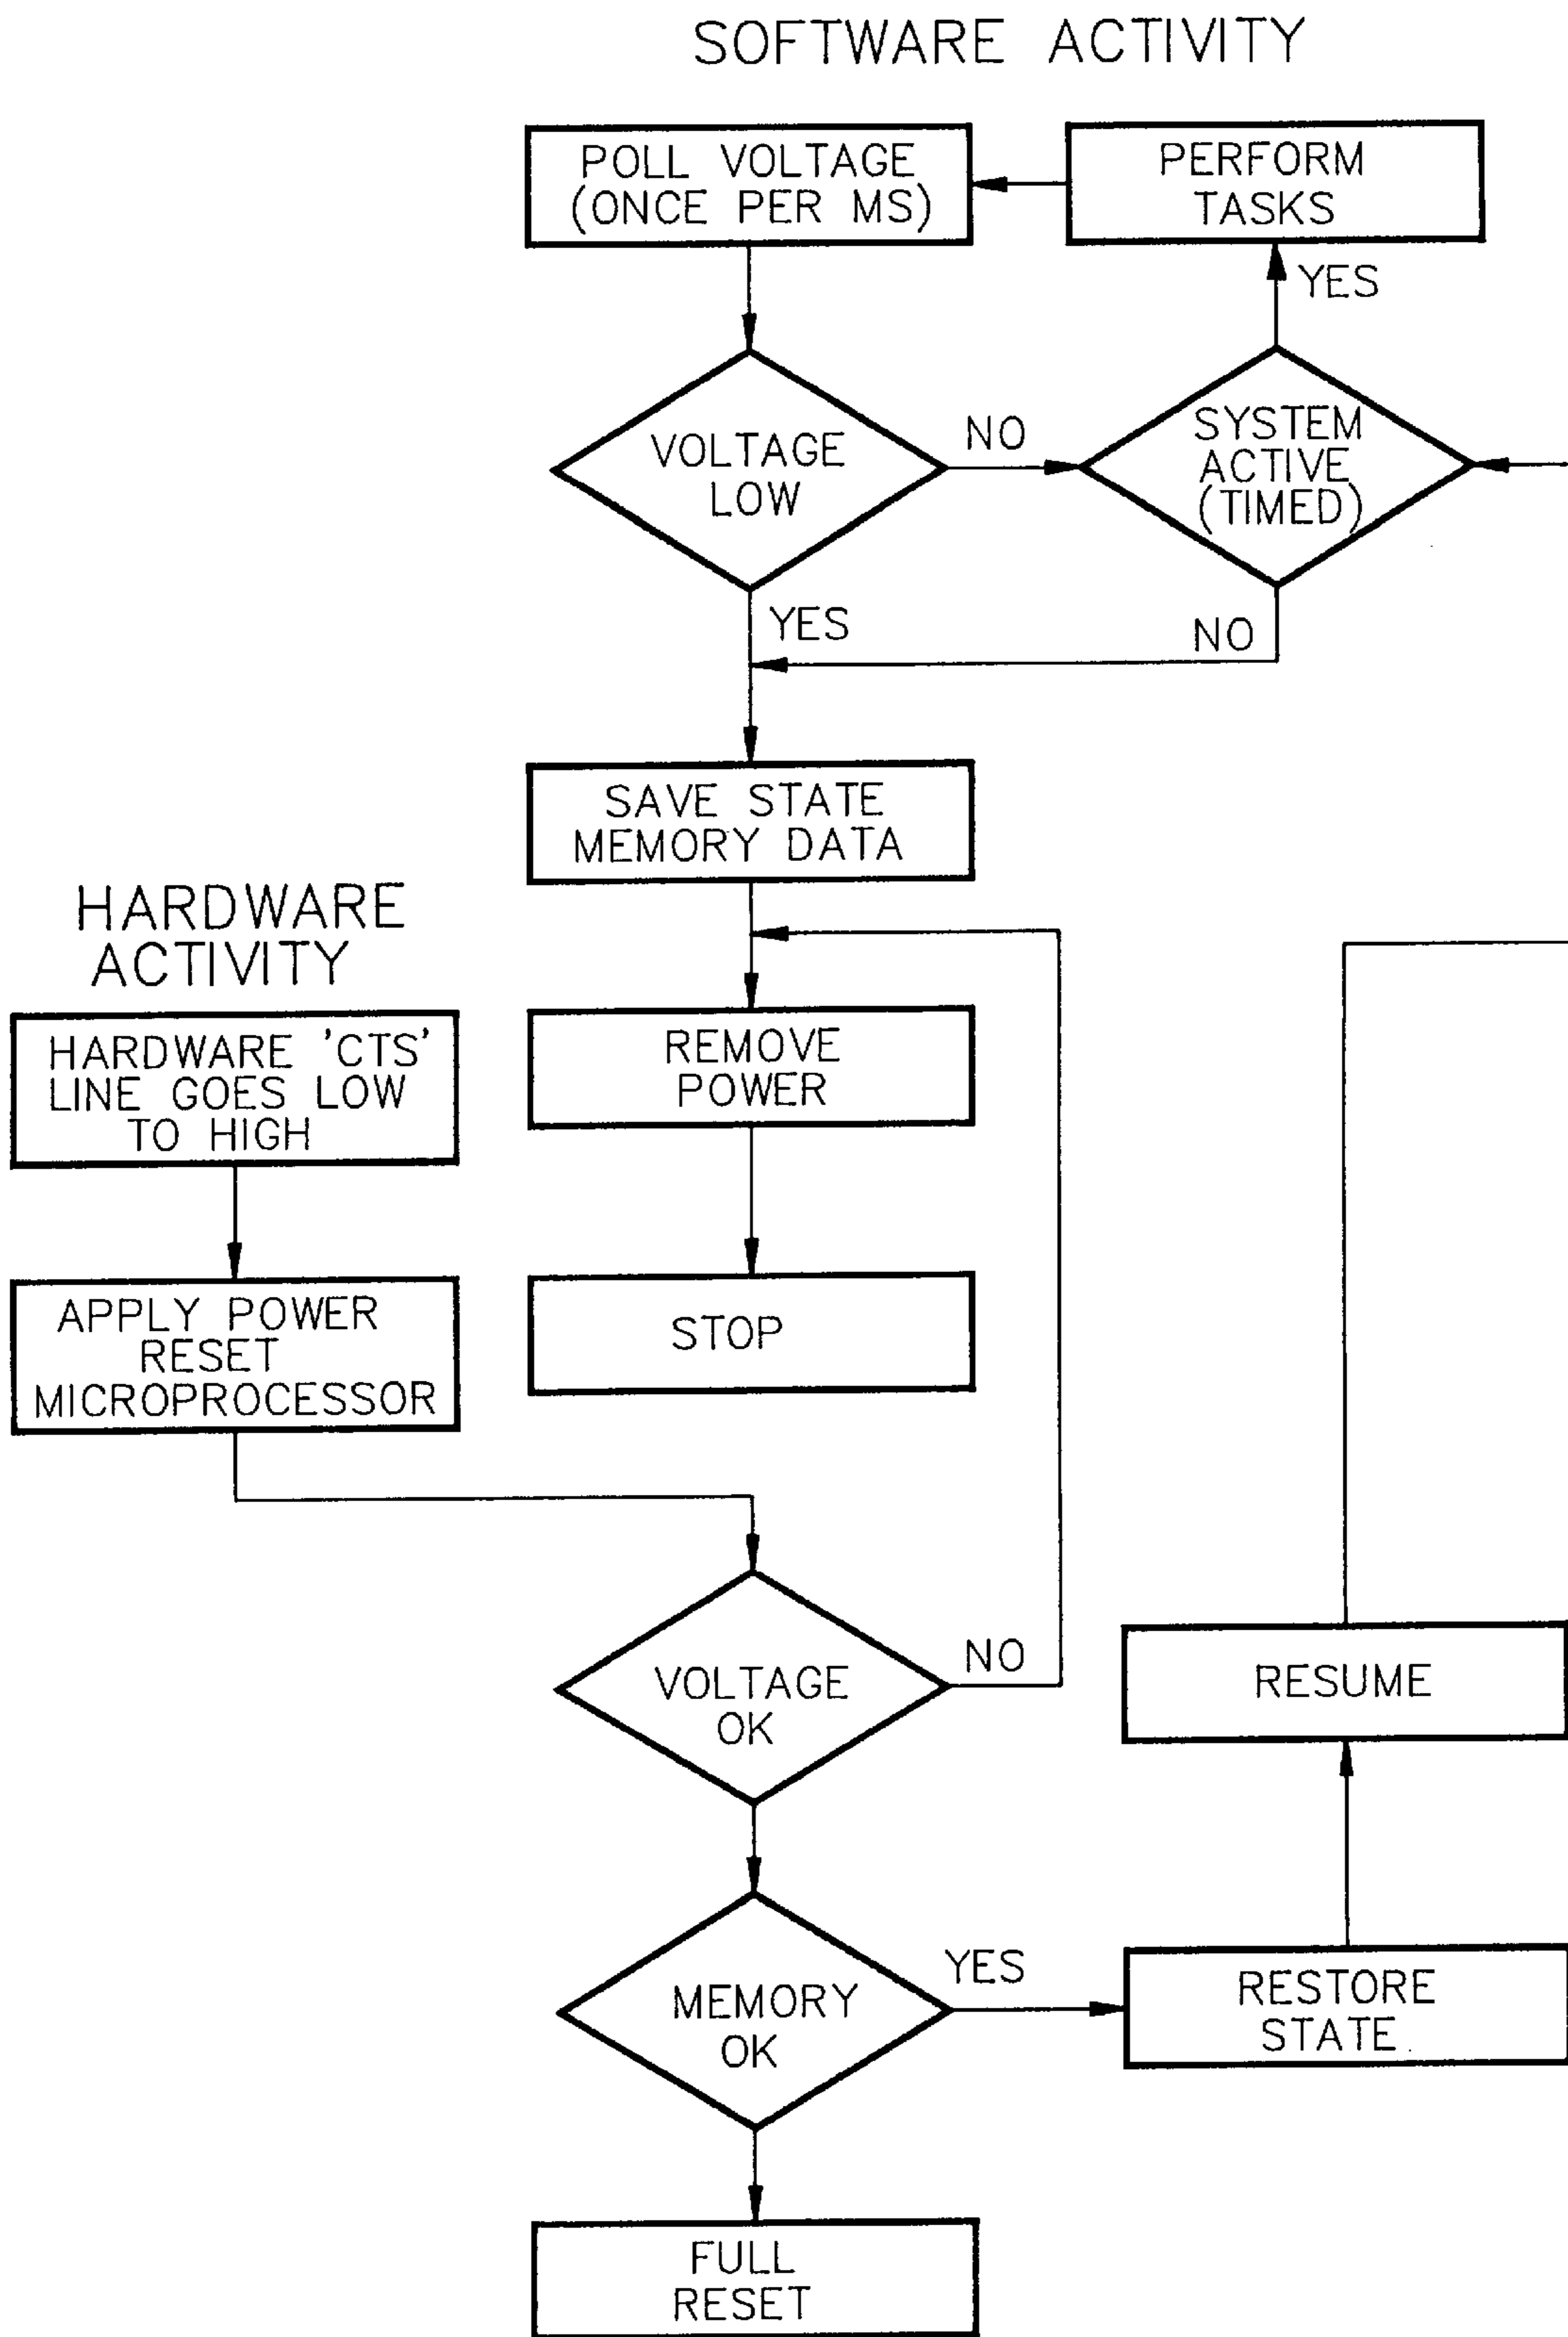 SOFTWARE ACTIVITY
POLL VOLTAGE
(ONCE PER MS)
PERFORM
TASKS
YES
VOLTAGE
LOW
NO
SYSTEM
ACTIVE
(TIMED)
YES
NO
SAVE STATE
MEMORY DATA
HARDWARE
ACTIVITY
HARDWARE 'CTS'
LINE GOES LOW
TO HIGH
REMOVE
POWER
APPLY POWER
RESET
MICROPROCESSOR
STOP
VOLTAGE
OK
NO
RESUME
MEMORY
OK
YES
RESTORE
STATE
FULL
RESET